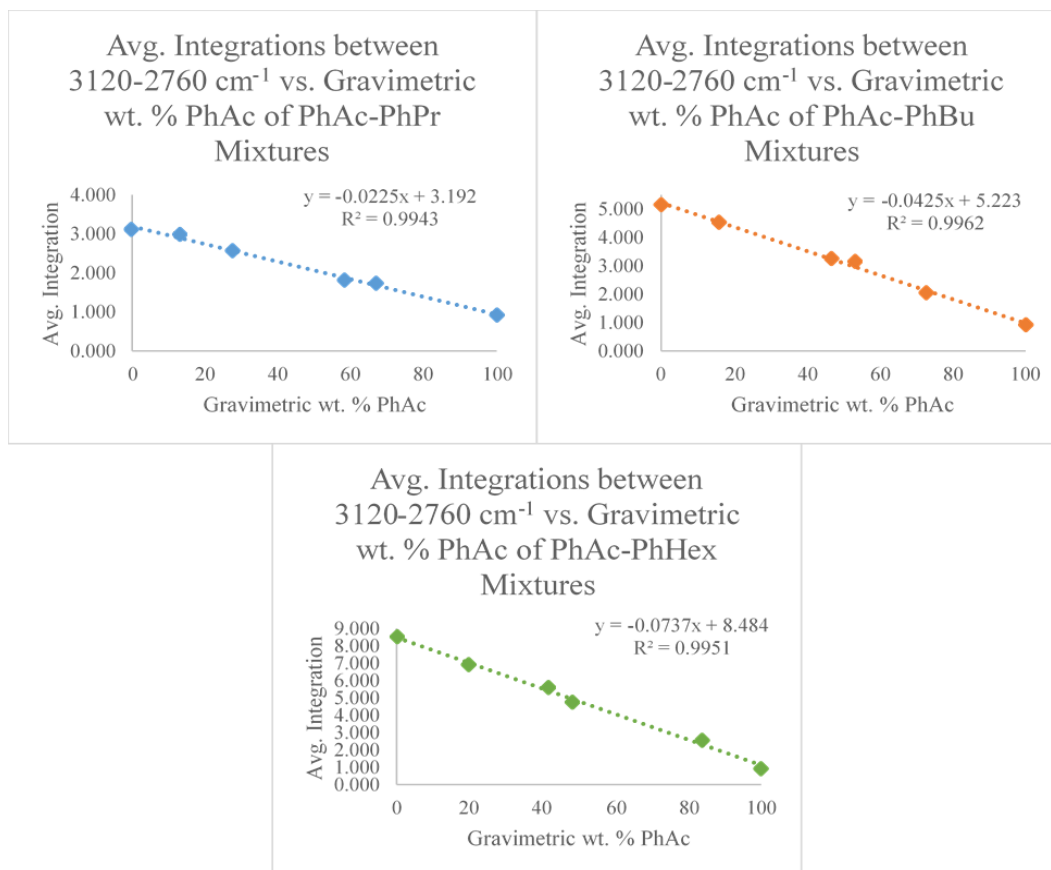 Avg. Integrations between
3120-2760 cm⁻¹ vs. Gravimetric
wt. % PhAc of PhAc-PhPr
Mixtures
y = -0.0225x + 3.192
R² = 0.9943
4.000
3.000
2.000
1.000
0.000
Avg. Integration
0 20 40 60 80 100
Gravimetric wt. % PhAc
Avg. Integrations between
3120-2760 cm⁻¹ vs. Gravimetric
wt. % PhAc of PhAc-PhBu
Mixtures
y = -0.0425x + 5.223
R² = 0.9962
5.000
4.000
3.000
2.000
1.000
0.000
Avg. Integration
0 20 40 60 80 100
Gravimetric wt. % PhAc
Avg. Integrations between
3120-2760 cm⁻¹ vs. Gravimetric
wt. % PhAc of PhAc-PhHex
Mixtures
y = -0.0737x + 8.484
R² = 0.9951
9.000
8.000
7.000
6.000
5.000
4.000
3.000
2.000
1.000
0.000
Avg. Integration
0 20 40 60 80 100
Gravimetric wt. % PhAc